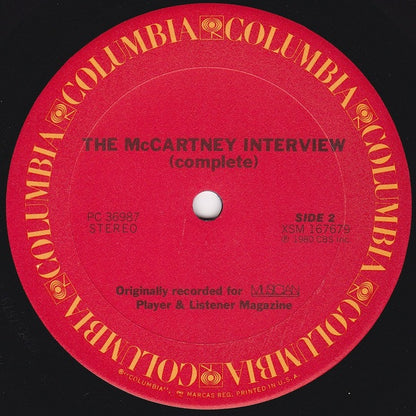 COLUMBIA COLUMBIA COLUMBIA COLUMBIA COLUMBIA COLUMBIA
THE McCARTNEY INTERVIEW
(complete)
PC 36987
STEREO
SIDE 2
XSM 167679
℗ 1980 CBS Inc.
Originally recorded for MUSICIAN
Player & Listener Magazine
®"COLUMBIA", MARCAS REG. PRINTED IN U.S.A.